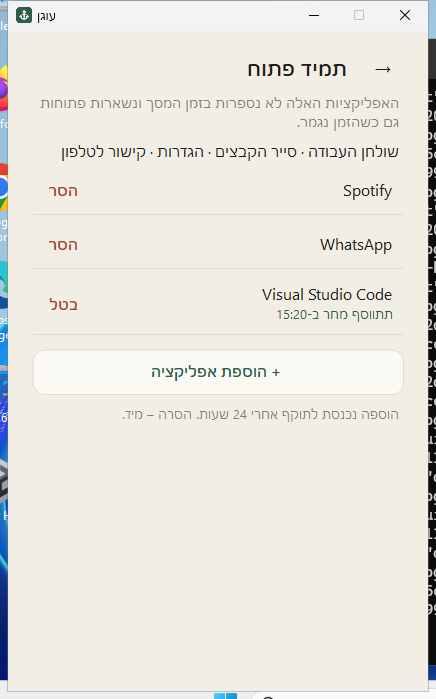 עוגן
תמיד פתוח
האפליקציות האלה לא נספרות בזמן המסך ונשארות פתוחות
גם כשהזמן נגמר.
שולחן העבודה · סייר הקבצים · הגדרות · קישור לטלפון
Spotify הסר
WhatsApp הסר
Visual Studio Code
תתווסף מחר ב-15:20 בטל
+ הוספת אפליקציה
הוספה נכנסת לתוקף אחרי 24 שעות. הסרה – מיד.